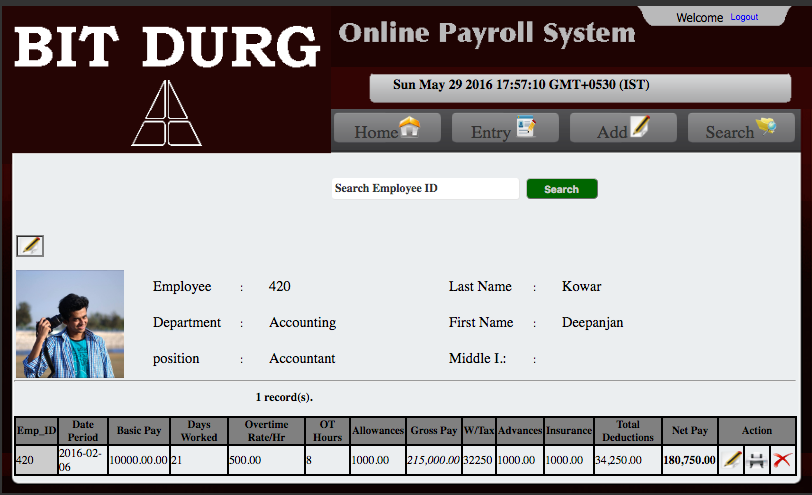 BIT DURG
Online Payroll System
Welcome Logout
Sun May 29 2016 17:57:10 GMT+0530 (IST)
Home Entry Add Search
Search Employee ID Search
Employee : 420 Last Name : Kowar
Department : Accounting First Name : Deepanjan
position : Accountant Middle I.: :
1 record(s).
Emp_ID Date Period Basic Pay Days Worked Overtime Rate/Hr OT Hours Allowances Gross Pay W/Tax Advances Insurance Total Deductions Net Pay Action
420 2016-02-06 10000.00.00 21 500.00 8 1000.00 215,000.00 32250 1000.00 1000.00 34,250.00 180,750.00